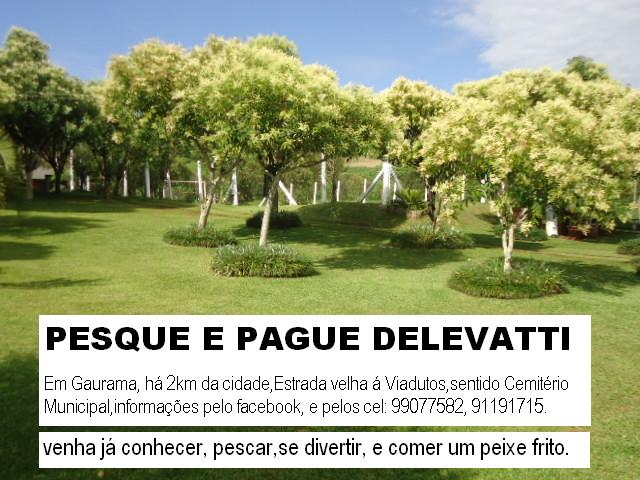 PESQUE E PAGUE DELEVATTI
Em Gaurama, há 2km da cidade,Estrada velha á Viadutos,sentido Cemitério
Municipal,informações pelo facebook, e pelos cel: 99077582, 91191715.
venha já conhecer, pescar,se divertir, e comer um peixe frito.